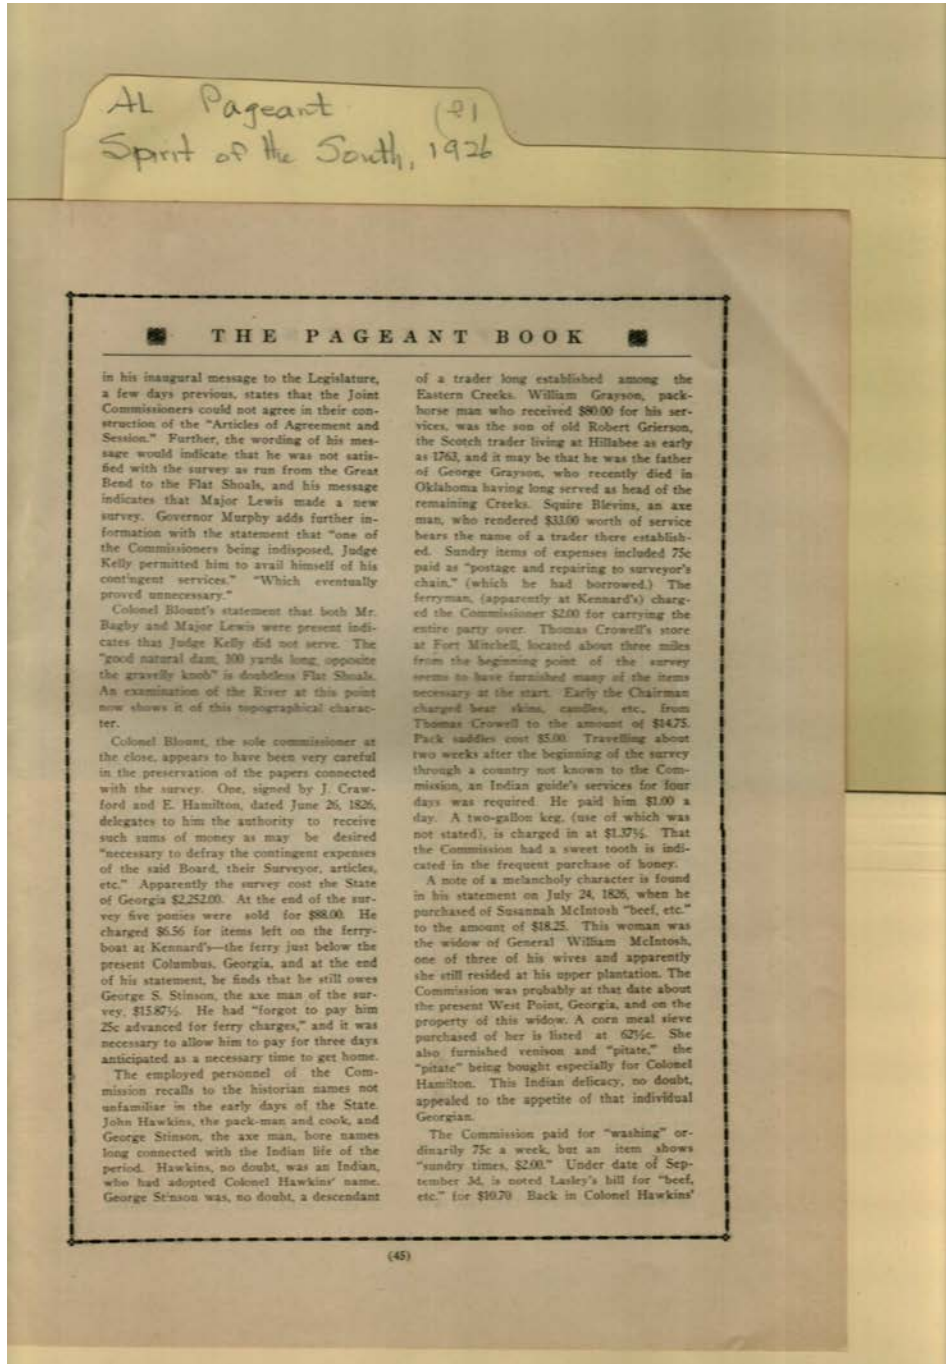 AL Pageant (21
Spirit of the South, 1926
THE PAGEANT BOOK
in his inaugural message to the Legislature,
a few days previous, states that the Joint
Commissioners could not agree in their con-
struction of the "Articles of Agreement and
Session." Further, the wording of his mes-
sage would indicate that he was not satis-
fied with the survey as run from the Great
Bend to the Flat Shoals, and his message
indicates that Major Lewis made a new
survey. Governor Murphy adds further in-
formation with the statement that "one of
the Commissioners being indisposed, Judge
Kelly permitted him to avail himself of his
contingent services." "Which eventually
proved unnecessary."
Colonel Blount's statement that both Mr.
Bagby and Major Lewis were present indi-
cates that Judge Kelly did not serve. The
"good natural dam, 300 yards long, opposite
the gravelly knob" is doubtless Flat Shoals.
An examination of the River at this point
now shows it of this topographical charac-
ter.
Colonel Blount, the sole commissioner at
the close, appears to have been very careful
in the preservation of the papers connected
with the survey. One, signed by J. Craw-
ford and E. Hamilton, dated June 26, 1826,
delegates to him the authority to receive
such sums of money as may be desired
"necessary to defray the contingent expenses
of the said Board, their Surveyor, articles,
etc." Apparently the survey cost the State
of Georgia $2,252.00. At the end of the sur-
vey five ponies were sold for $88.00. He
charged $6.56 for items left on the ferry-
boat at Kennard's—the ferry just below the
present Columbus, Georgia, and at the end
of his statement, he finds that he still owes
George S. Stinson, the axe man of the sur-
vey, $15.87½. He had "forgot to pay him
25c advanced for ferry charges," and it was
necessary to allow him to pay for three days
anticipated as a necessary time to get home.
The employed personnel of the Com-
mission recalls to the historian names not
unfamiliar in the early days of the State.
John Hawkins, the pack-man and cook, and
George Stinson, the axe man, bore names
long connected with the Indian life of the
period. Hawkins, no doubt, was an Indian,
who had adopted Colonel Hawkins' name.
George Stinson was, no doubt, a descendant
of a trader long established among the
Eastern Creeks. William Grayson, pack-
horse man who received $80.00 for his ser-
vices, was the son of old Robert Grierson,
the Scotch trader living at Hillabee as early
as 1763, and it may be that he was the father
of George Grayson, who recently died in
Oklahoma having long served as head of the
remaining Creeks. Squire Blevins, an axe
man, who rendered $33.00 worth of service
bears the name of a trader there establish-
ed. Sundry items of expenses included 75c
paid as "postage and repairing to surveyor's
chain," (which he had borrowed.) The
ferryman, (apparently at Kennard's) charg-
ed the Commissioner $2.00 for carrying the
entire party over. Thomas Crowell's store
at Fort Mitchell, located about three miles
from the beginning point of the survey
seems to have furnished many of the items
necessary at the start. Early the Chairman
charged bear skins, candles, etc., from
Thomas Crowell to the amount of $14.75.
Pack saddles cost $5.00. Travelling about
two weeks after the beginning of the survey
through a country not known to the Com-
mission, an Indian guide's services for four
days was required. He paid him $1.00 a
day. A two-gallon keg, (use of which was
not stated), is charged in at $1.37½. That
the Commission had a sweet tooth is indi-
cated in the frequent purchase of honey.
A note of a melancholy character is found
in his statement on July 24, 1826, when he
purchased of Susannah McIntosh "beef, etc."
to the amount of $18.25. This woman was
the widow of General William McIntosh,
one of three of his wives and apparently
she still resided at his upper plantation. The
Commission was probably at that date about
the present West Point, Georgia, and on the
property of this widow. A corn meal sieve
purchased of her is listed at 62½c. She
also furnished venison and "pitate," the
"pitate" being bought especially for Colonel
Hamilton. This Indian delicacy, no doubt,
appealed to the appetite of that individual
Georgian.
The Commission paid for "washing" or-
dinarily 75c a week, but an item shows
"sundry times, $2.00." Under date of Sep-
tember 3d, is noted Lasley's bill for "beef,
etc." for $10.70 Back in Colonel Hawkins'
(45)